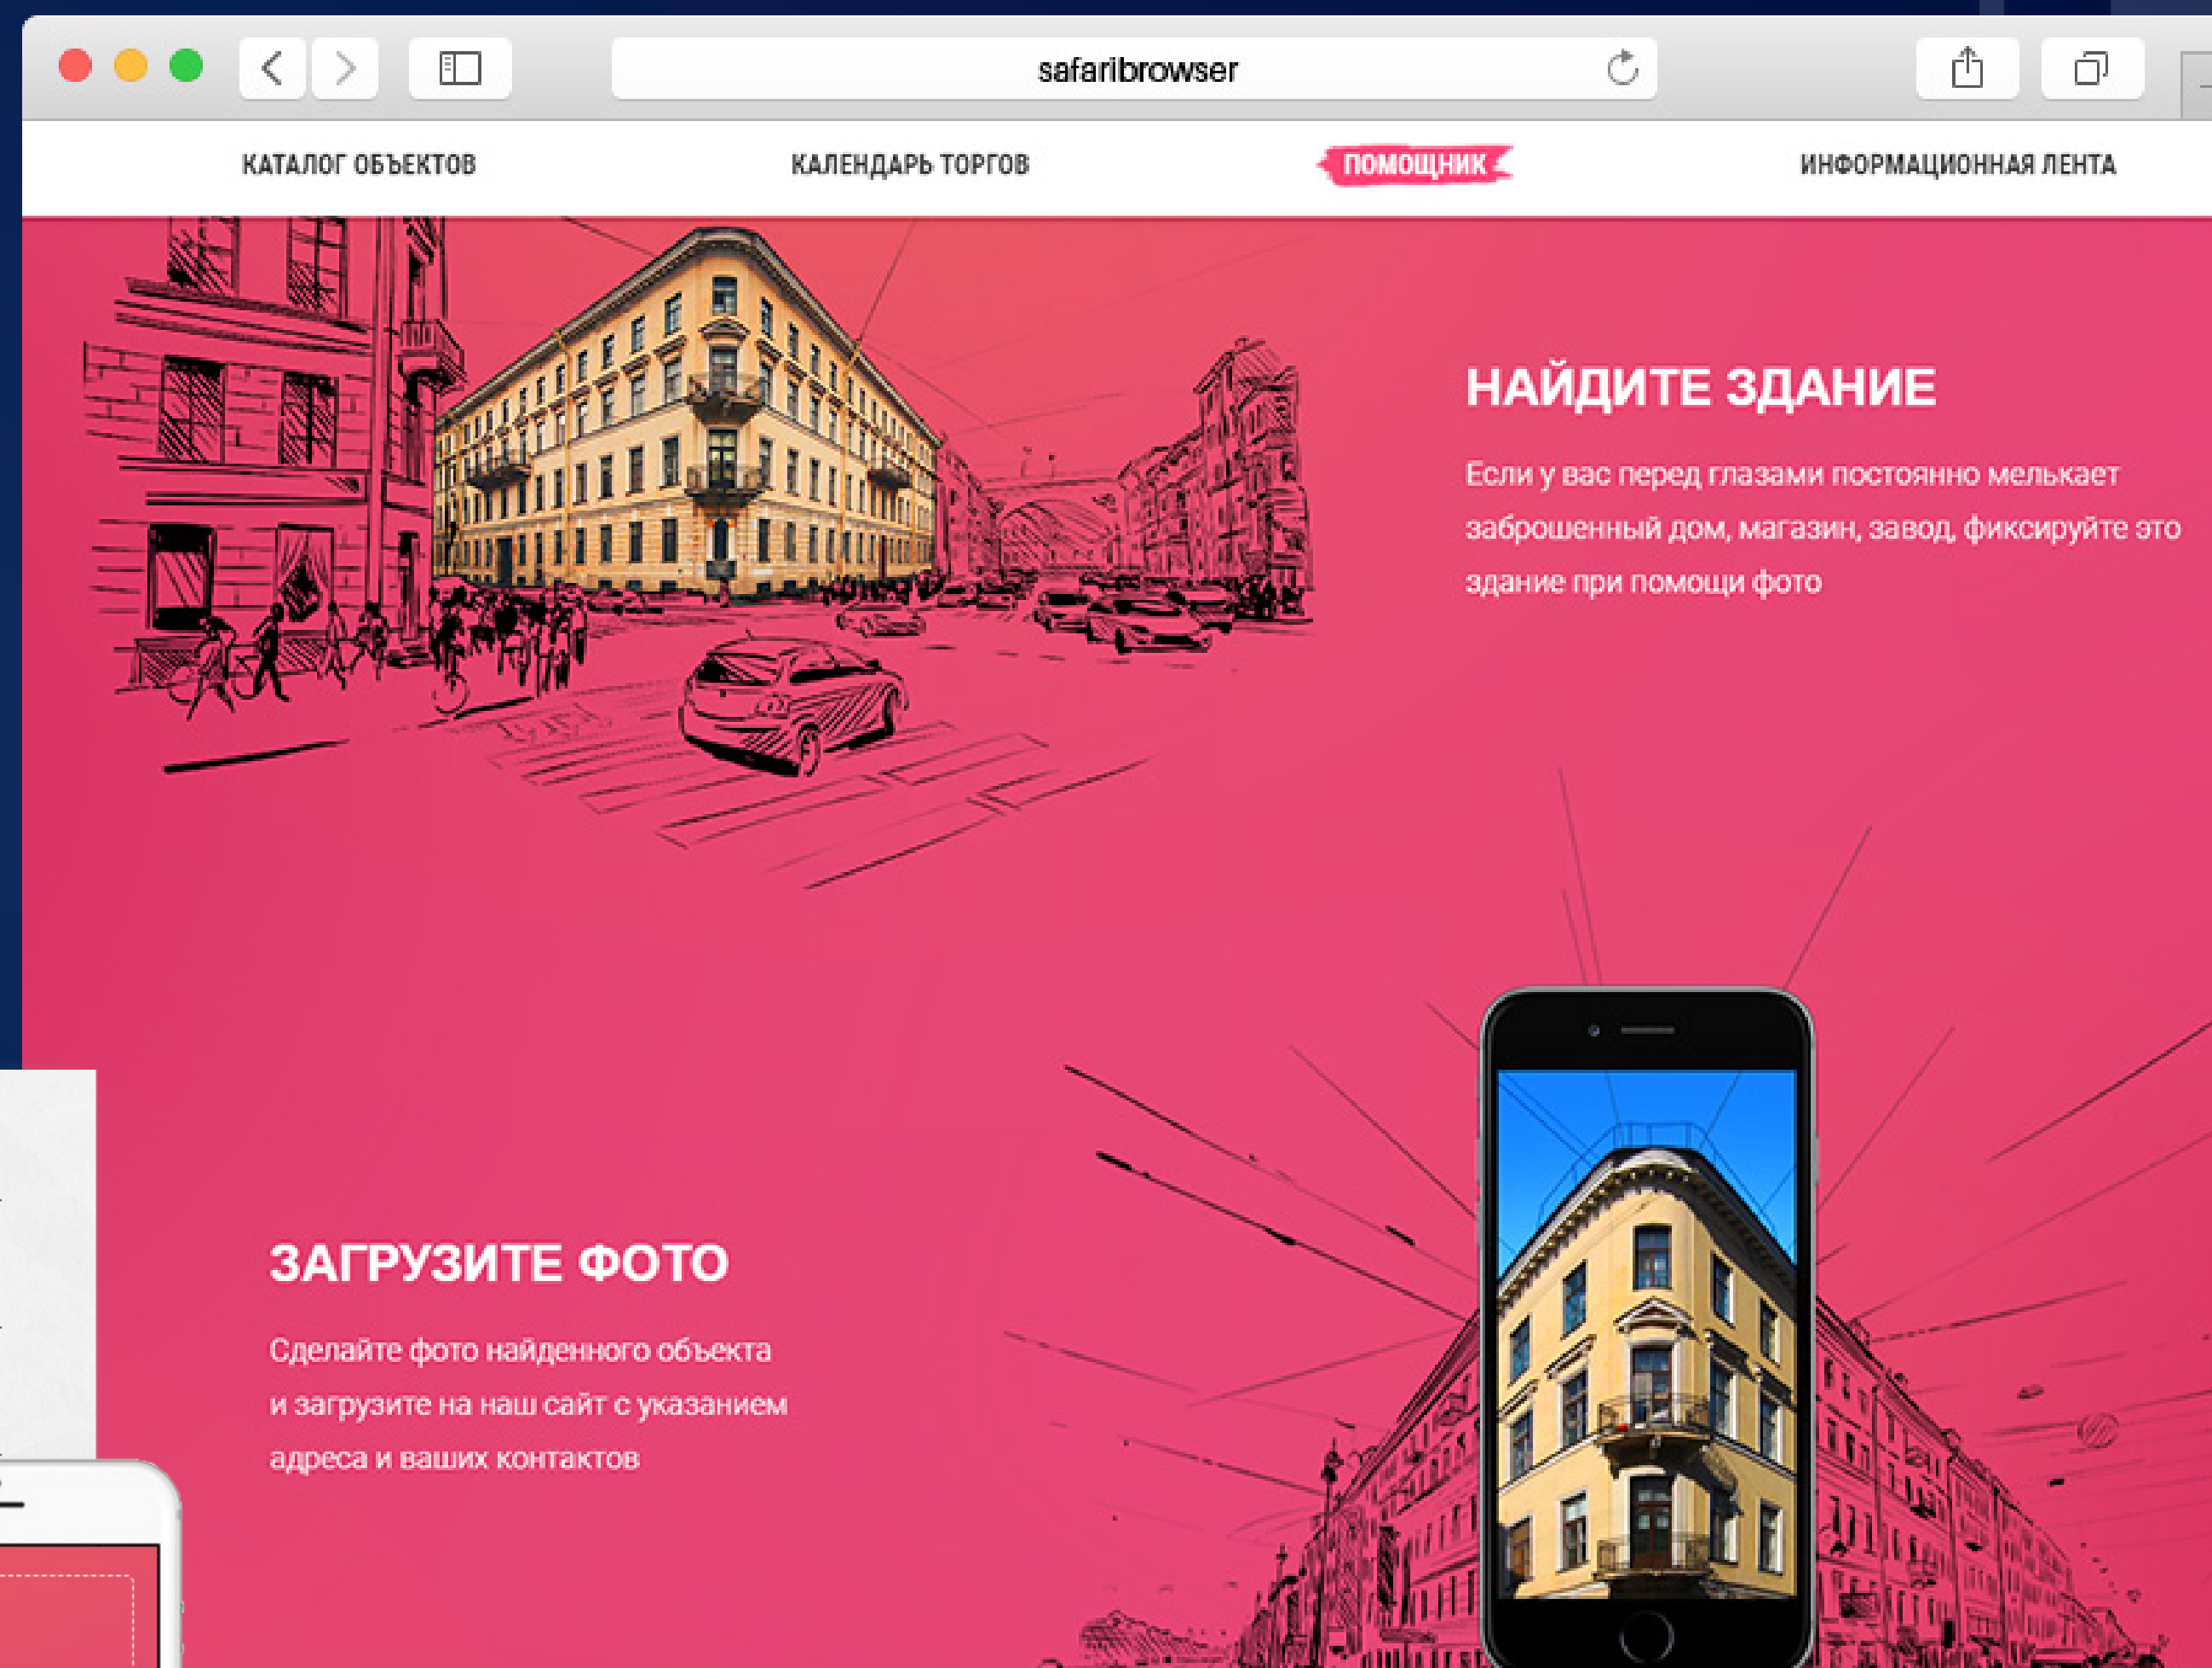 safaribrowser
КАТАЛОГ ОБЪЕКТОВ
КАЛЕНДАРЬ ТОРГОВ
ПОМОЩНИК
ИНФОРМАЦИОННАЯ ЛЕНТА
НАЙДИТЕ ЗДАНИЕ
Если у вас перед глазами постоянно мелькает
заброшенный дом, магазин, завод, фиксируйте это
здание при помощи фото
ЗАГРУЗИТЕ ФОТО
Сделайте фото найденного объекта
и загрузите на наш сайт с указанием
адреса и ваших контактов